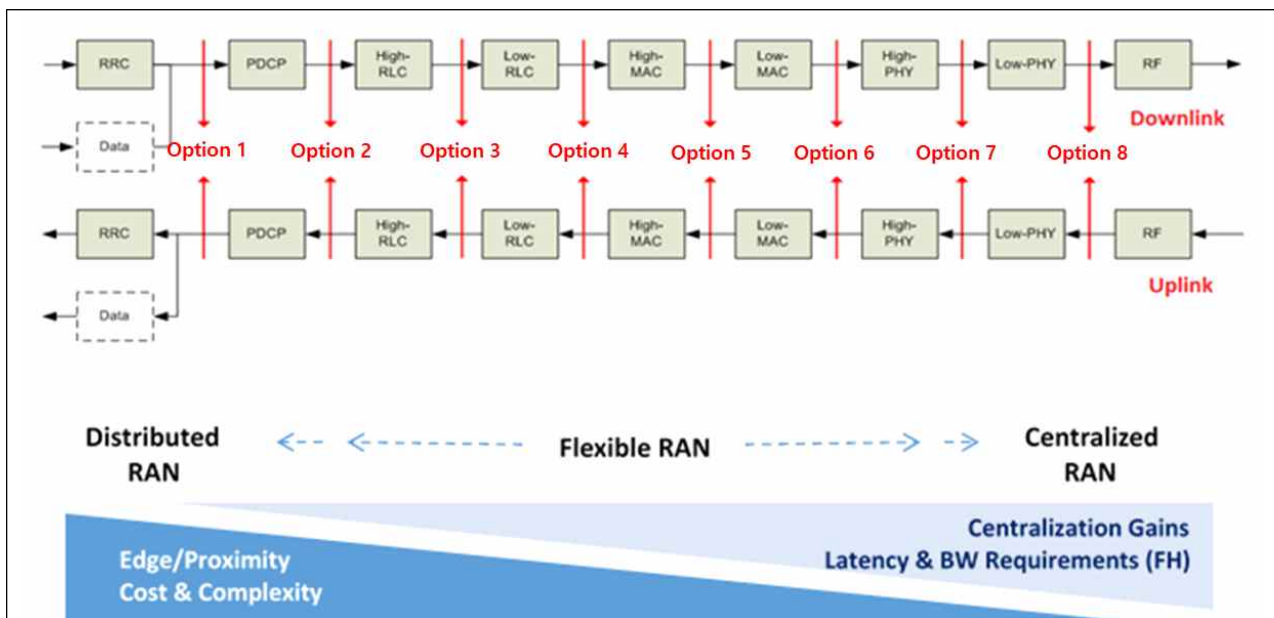 RRC
PDCP
High-
RLC
Low-
RLC
High-
MAC
Low-
MAC
High-
PHY
Low-PHY
RF
Downlink
Data
Option 1
Option 2
Option 3
Option 4
Option 5
Option 6
Option 7
Option 8
RRC
PDCP
High-
RLC
Low-
RLC
High-
MAC
Low-
MAC
High-
PHY
Low-PHY
RF
Uplink
Data
Distributed
RAN
Flexible RAN
Centralized
RAN
Centralization Gains
Latency & BW Requirements (FH)
Edge/Proximity
Cost & Complexity